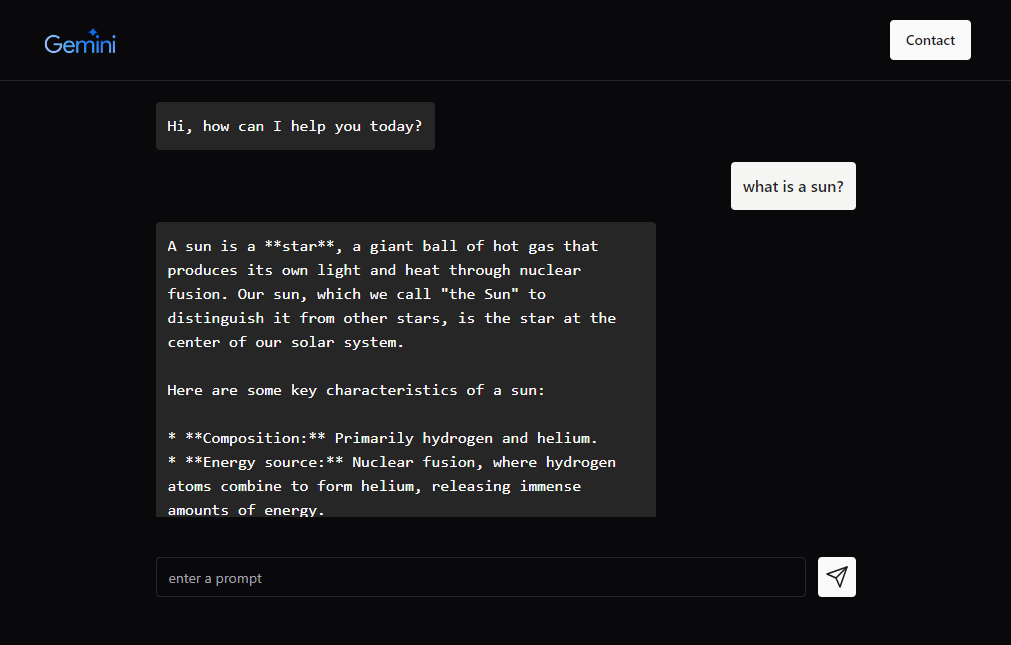 Gemini
Contact
Hi, how can I help you today?
what is a sun?
A sun is a **star**, a giant ball of hot gas that
produces its own light and heat through nuclear
fusion. Our sun, which we call "the Sun" to
distinguish it from other stars, is the star at the
center of our solar system.
Here are some key characteristics of a sun:
* **Composition:** Primarily hydrogen and helium.
* **Energy source:** Nuclear fusion, where hydrogen
atoms combine to form helium, releasing immense
amounts of energy.
enter a prompt